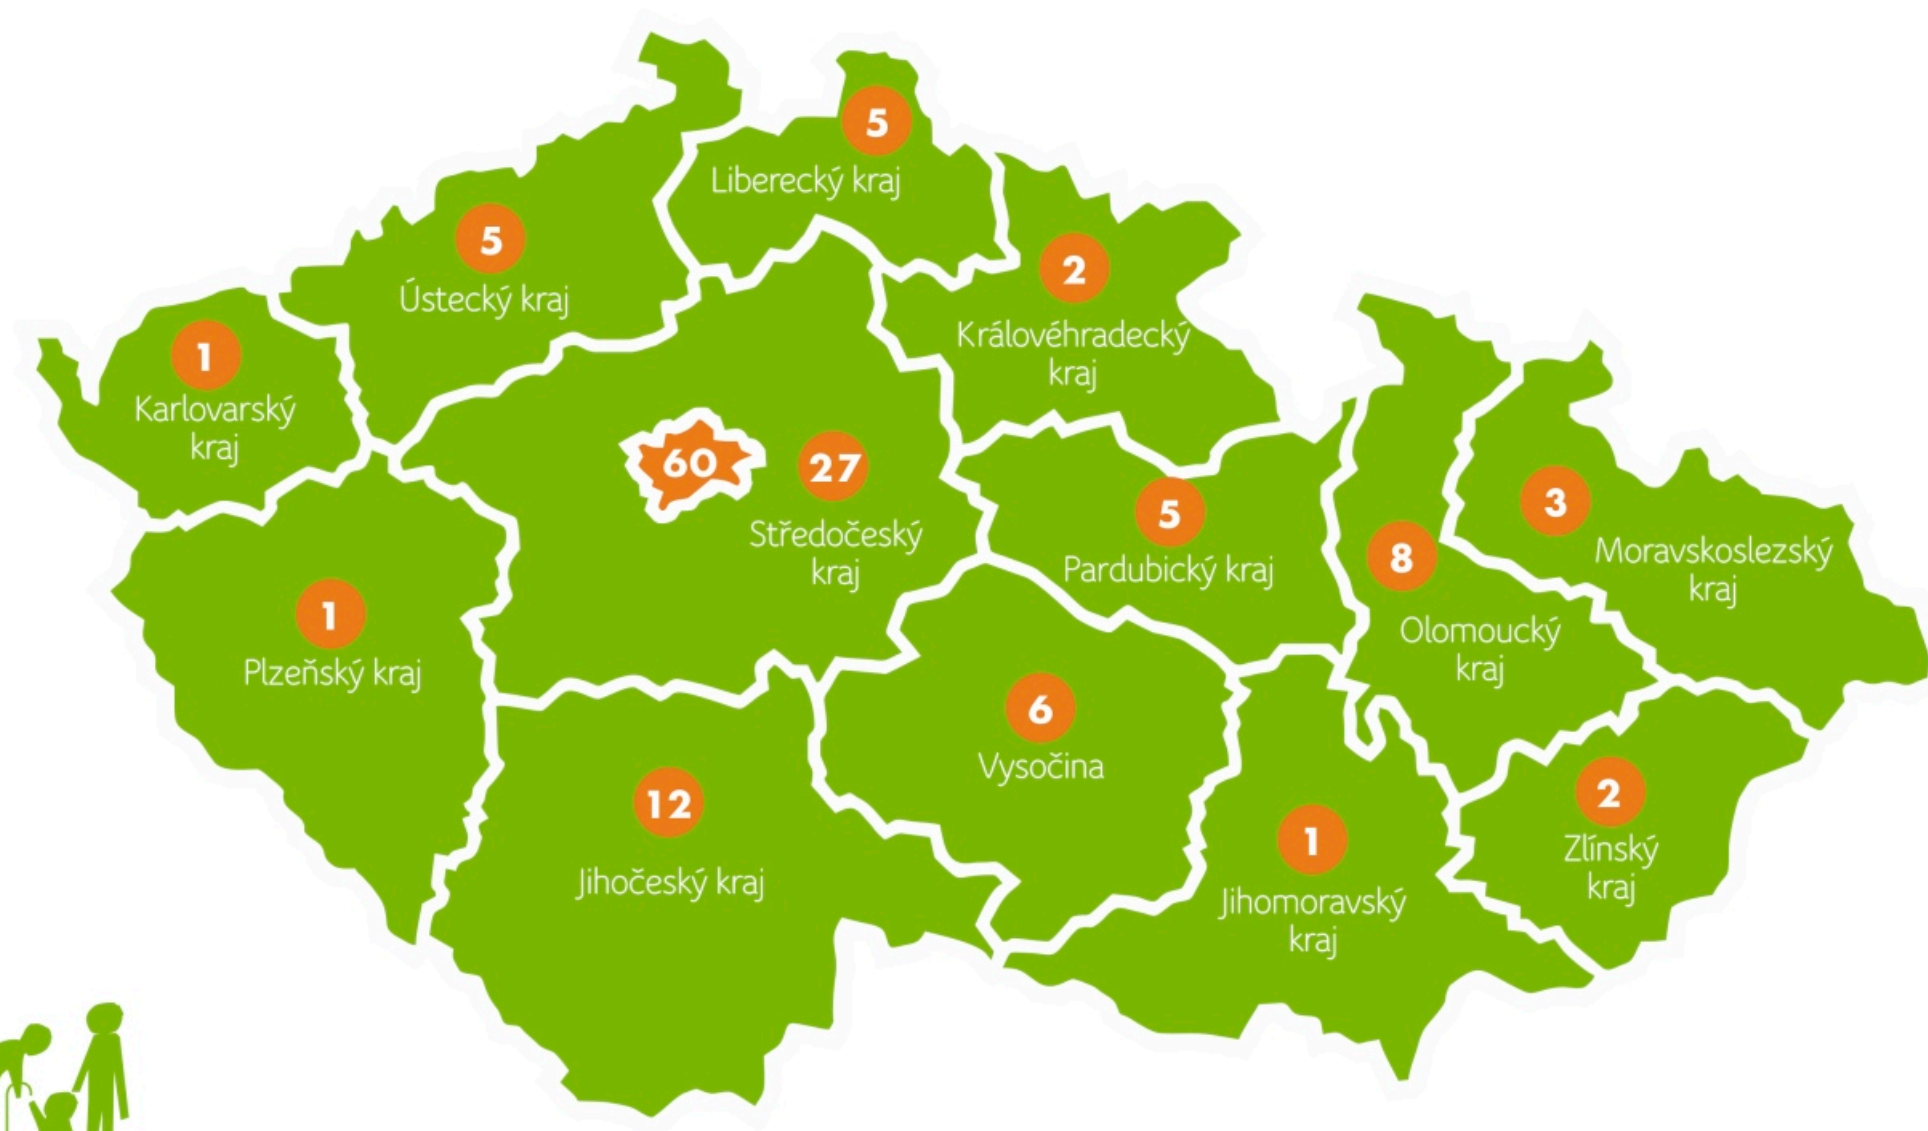 5
Liberecký kraj
5
Ústecký kraj
2
Královéhradecký
kraj
1
Karlovarský
kraj
60
27
Středočeský
kraj
5
Pardubický kraj
8
Olomoucký
kraj
3
Moravskoslezský
kraj
1
Plzeňský kraj
6
Vysočina
12
Jihočeský kraj
1
Jihomoravský
kraj
2
Zlínský
kraj